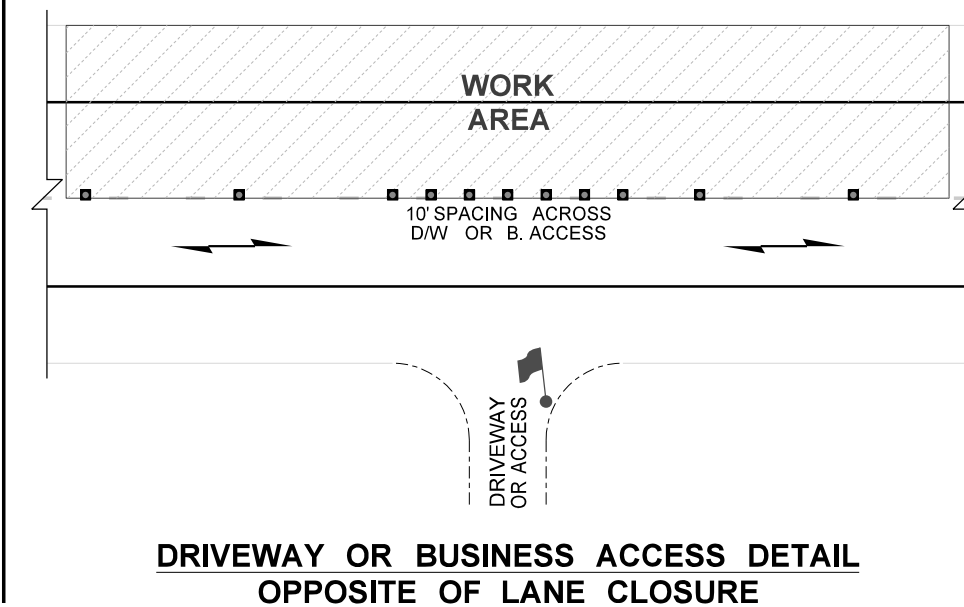 WORK
AREA
10' SPACING ACROSS
D/W OR B. ACCESS
DRIVEWAY
OR ACCESS
DRIVEWAY OR BUSINESS ACCESS DETAIL
OPPOSITE OF LANE CLOSURE